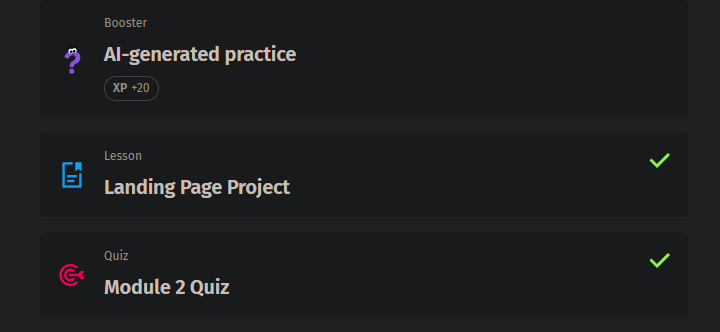 Booster
AI-generated practice
XP +20
Lesson
Landing Page Project
Quiz
Module 2 Quiz